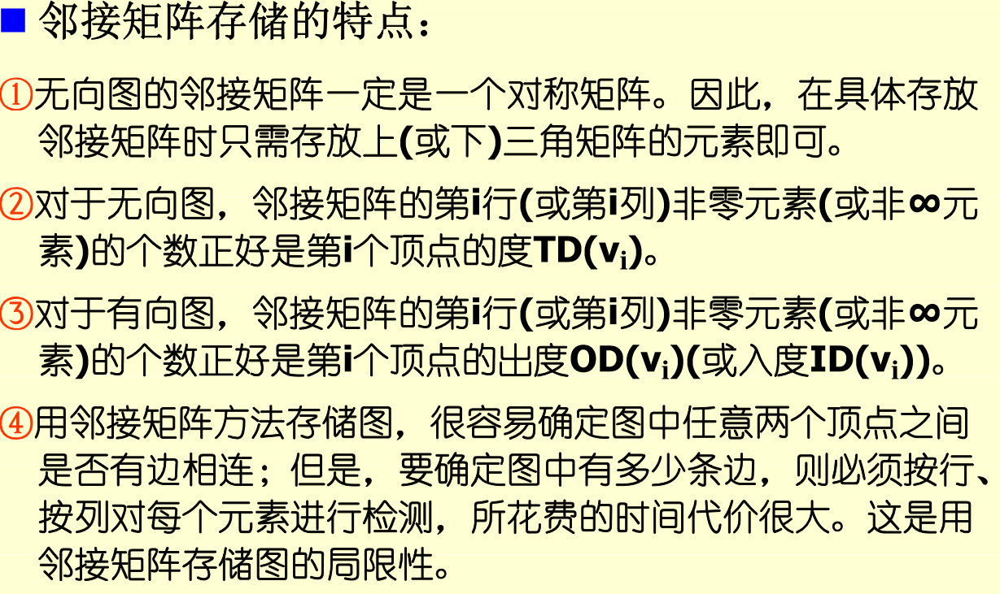 ■ 邻接矩阵存储的特点：
①无向图的邻接矩阵一定是一个对称矩阵。因此，在具体存放
邻接矩阵时只需存放上(或下)三角矩阵的元素即可。
②对于无向图，邻接矩阵的第i行(或第i列)非零元素(或非∞元
素)的个数正好是第i个顶点的度TD(vᵢ)。
③对于有向图，邻接矩阵的第i行(或第i列)非零元素(或非∞元
素)的个数正好是第i个顶点的出度OD(vᵢ)(或入度ID(vᵢ))。
④用邻接矩阵方法存储图，很容易确定图中任意两个顶点之间
是否有边相连；但是，要确定图中有多少条边，则必须按行、
按列对每个元素进行检测，所花费的时间代价很大。这是用
邻接矩阵存储图的局限性。